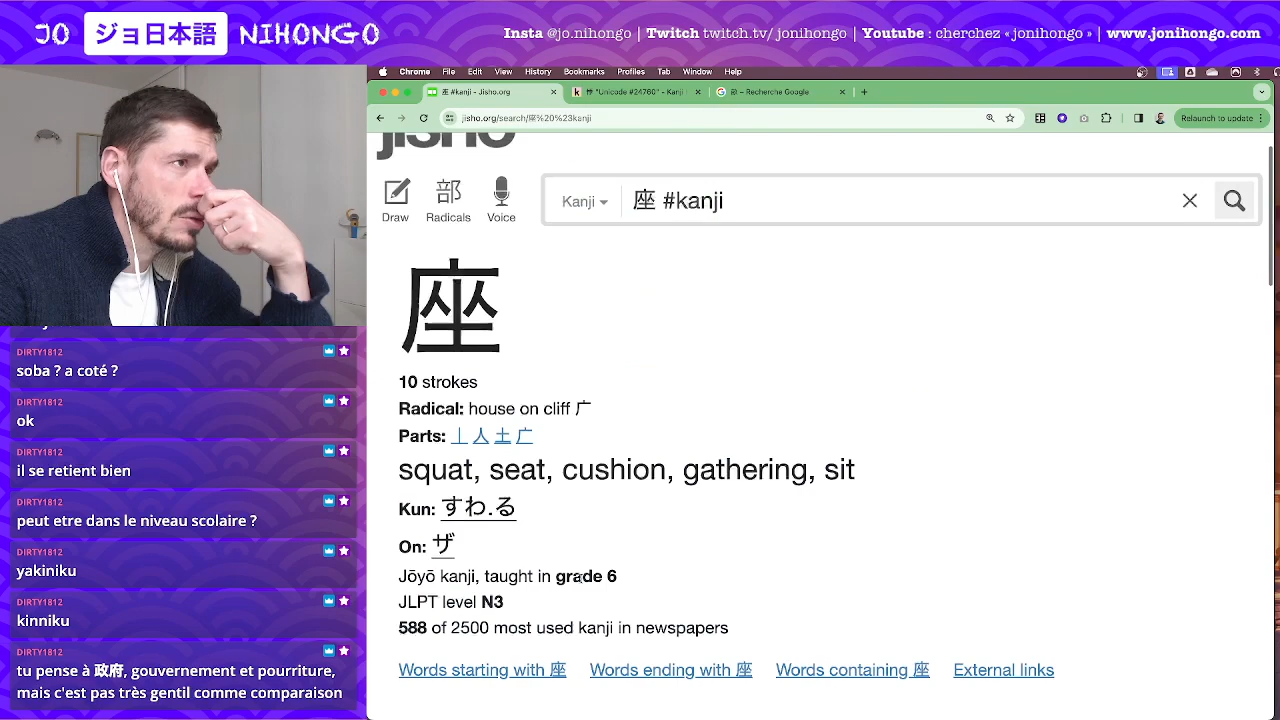 JO ジョ日本語 NIHONGO
Insta @jo.nihongo | Twitch twitch.tv/jonihongo | Youtube : cherchez «jonihongo» | www.jonihongo.com
Chrome File Edit View History Bookmarks Profiles Tab Window Help
座 #kanji - Jisho.org
jisho.org/search/座%20%23kanji
Relaunch to update
jisho
部
Draw Radicals Voice
Kanji 座 #kanji
座
10 strokes
Radical: house on cliff 广
Parts: ｜ 人 土 广
squat, seat, cushion, gathering, sit
Kun: すわ.る
On: ザ
Jōyō kanji, taught in grade 6
JLPT level N3
588 of 2500 most used kanji in newspapers
Words starting with 座 Words ending with 座 Words containing 座 External links
DIRTY1812
soba ? a coté ?
DIRTY1812
ok
DIRTY1812
il se retient bien
DIRTY1812
peut etre dans le niveau scolaire ?
DIRTY1812
yakiniku
DIRTY1812
kinniku
DIRTY1812
tu pense à 政府, gouvernement et pourriture,
mais c'est pas très gentil comme comparaison